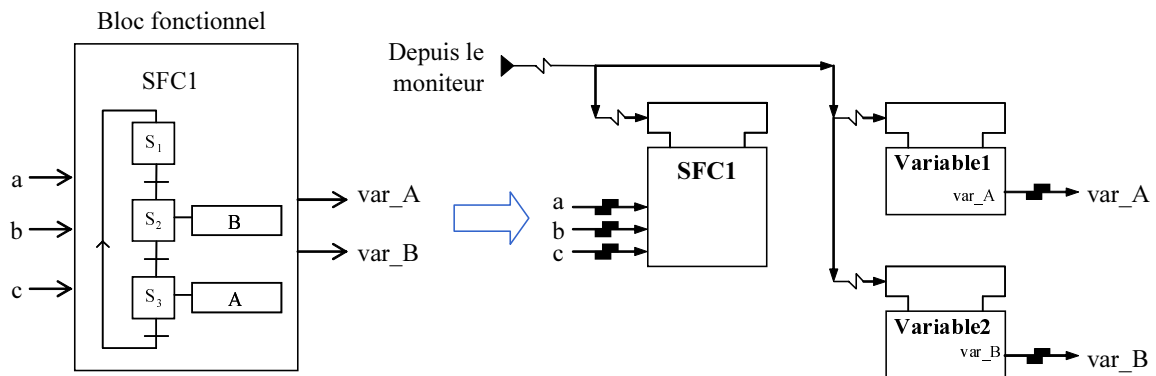 Bloc fonctionnel
SFC1
S1
S2
B
S3
A
a
b
c
var_A
var_B
Depuis le
moniteur
SFC1
a
b
c
Variable1
var_A
var_A
Variable2
var_B
var_B